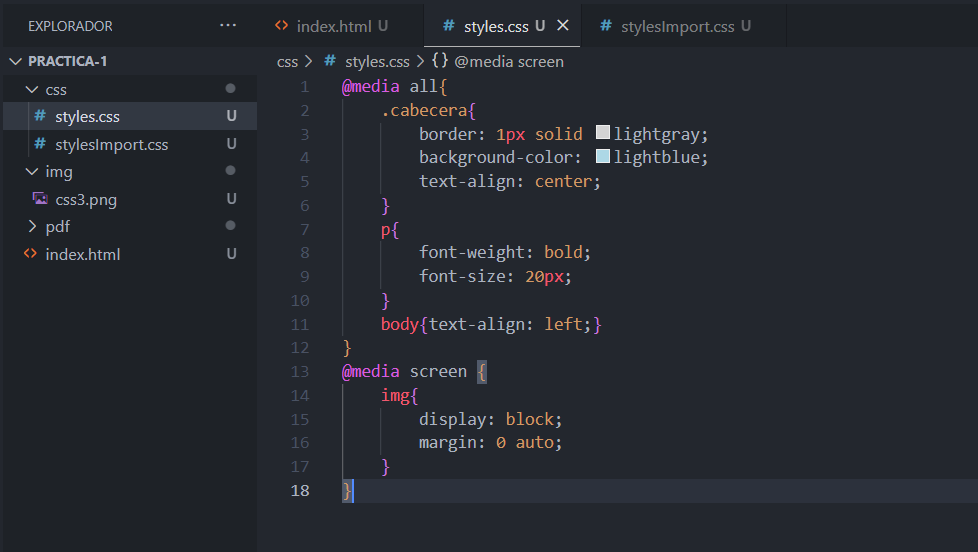 EXPLORADOR ···
PRACTICA-1
css
# styles.css U
# stylesImport.css U
img
css3.png U
pdf
<> index.html U
<> index.html U # styles.css U × # stylesImport.css U
css > # styles.css > {} @media screen
1 @media all{
2 .cabecera{
3 border: 1px solid lightgray;
4 background-color: lightblue;
5 text-align: center;
6 }
7 p{
8 font-weight: bold;
9 font-size: 20px;
10 }
11 body{text-align: left;}
12 }
13 @media screen {
14 img{
15 display: block;
16 margin: 0 auto;
17 }
18 }